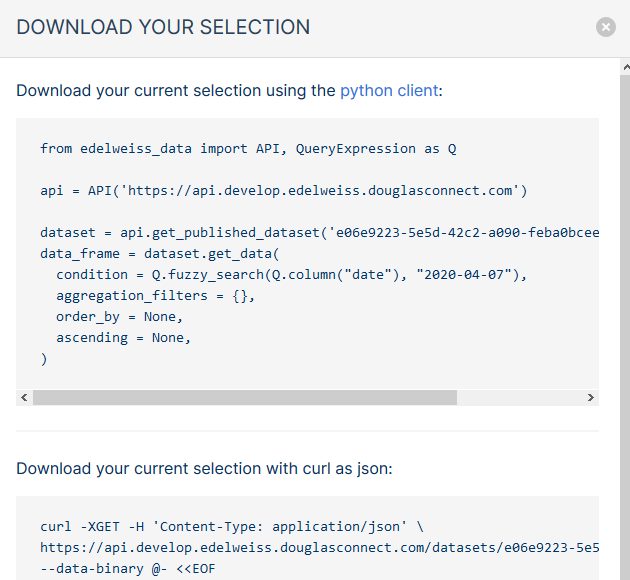 DOWNLOAD YOUR SELECTION
Download your current selection using the python client:
from edelweiss_data import API, QueryExpression as Q
api = API('https://api.develop.edelweiss.douglasconnect.com')
dataset = api.get_published_dataset('e06e9223-5e5d-42c2-a090-feba0bcee
data_frame = dataset.get_data(
condition = Q.fuzzy_search(Q.column("date"), "2020-04-07"),
aggregation_filters = {},
order_by = None,
ascending = None,
)
Download your current selection with curl as json:
curl -XGET -H 'Content-Type: application/json' \
https://api.develop.edelweiss.douglasconnect.com/datasets/e06e9223-5e5
--data-binary @- <<EOF